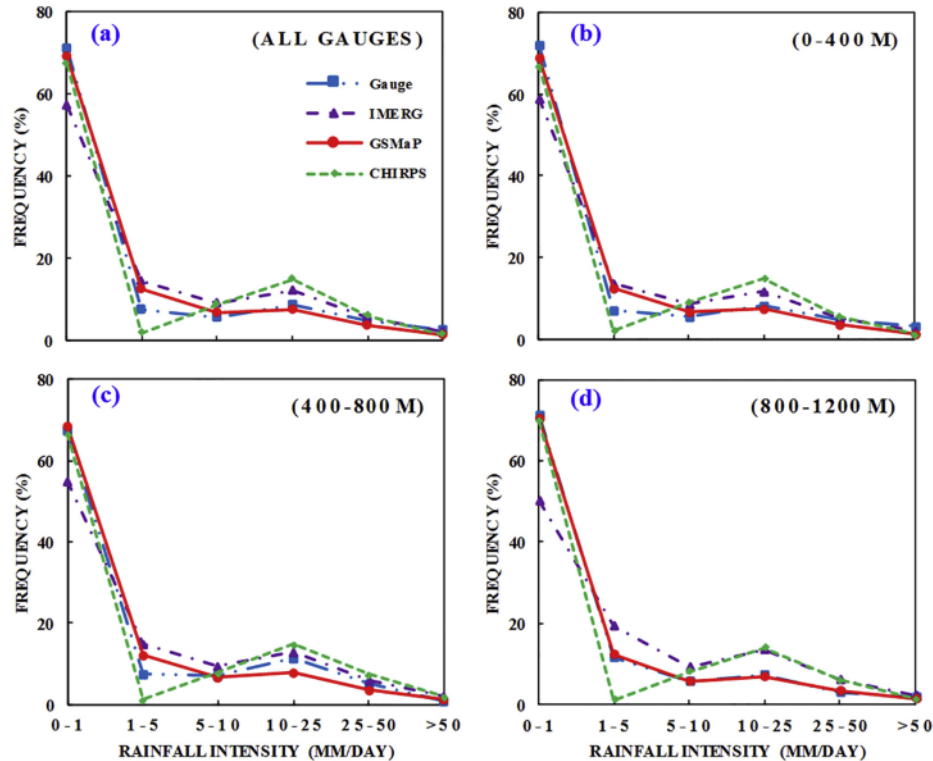 80
(a)
(ALL GAUGES)
Gauge
IMERG
GSMaP
CHIRPS
60
40
20
0
FREQUENCY (%)
80
(b)
(0-400 M)
60
40
20
0
FREQUENCY (%)
80
(c)
(400-800 M)
60
40
20
0
FREQUENCY (%)
0-1 1-5 5-10 10-25 25-50 >50
RAINFALL INTENSITY (MM/DAY)
80
(d)
(800-1200 M)
60
40
20
0
FREQUENCY (%)
0-1 1-5 5-10 10-25 25-50 >50
RAINFALL INTENSITY (MM/DAY)